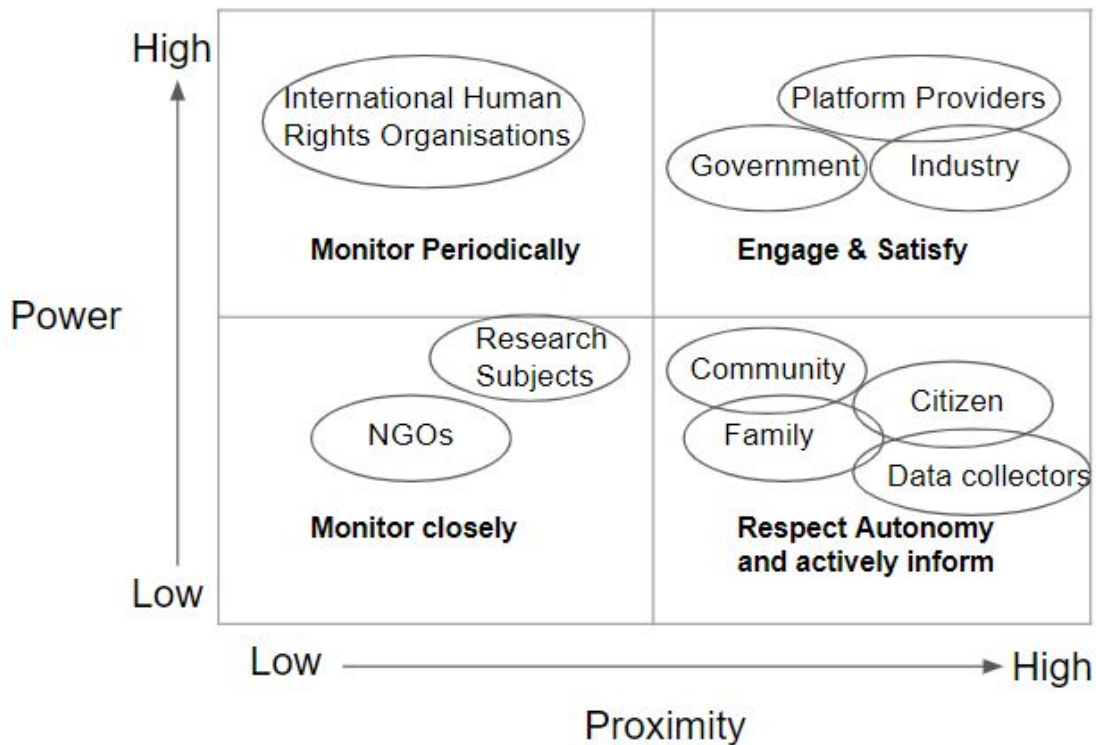 High
International Human
Rights Organisations
Platform Providers
Government
Industry
Monitor Periodically
Engage & Satisfy
Power
Research
Subjects
Community
Citizen
NGOs
Family
Data collectors
Monitor closely
Respect Autonomy
and actively inform
Low
Low
High
Proximity